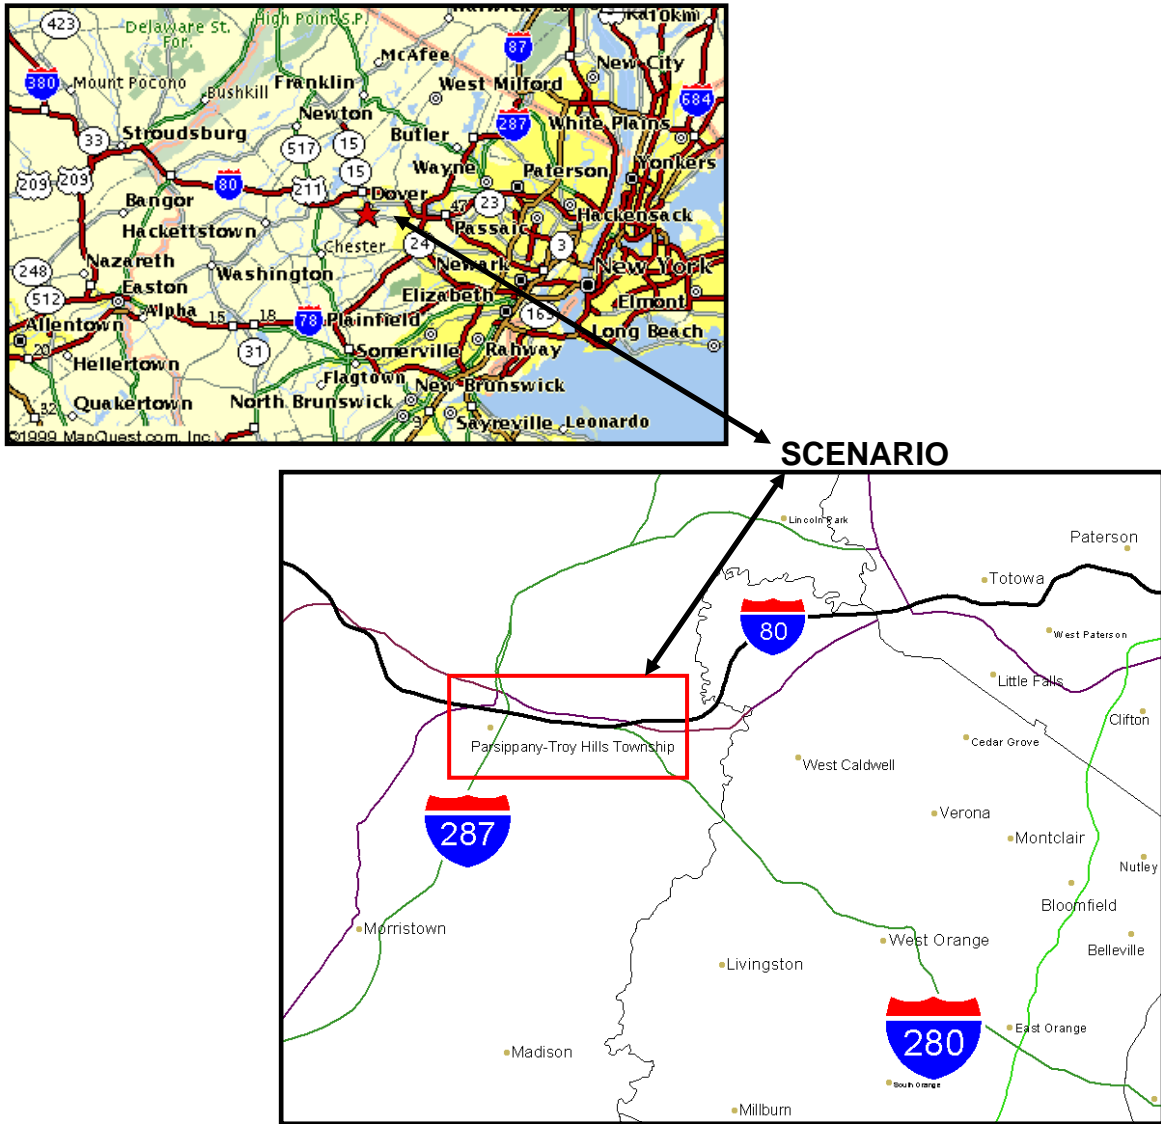 423
Delaware St.
For.
High Point S.P.
87
10km
New City
McAfee
380
Mount Pocono
Bushkill
Franklin
West Milford
684
Newton
287
White Plains
33
Stroudsburg
517
15
Butler
Yonkers
209
209
80
211
15
Wayne
Paterson
Dover
47
23
Hackensack
Bangor
Hackettstown
Passaic
Chester
24
3
248
Nazareth
Washington
Newark
New York
512
Easton
Elizabeth
Elmont
Alpha
15
18
78
Plainfield
163
Long Beach
Allentown
20
31
Somerville
Rahway
Hellertown
Flagtown
New Brunswick
32
Quakertown
North Brunswick
9
Sayreville
Leonardo
©1999 MapQuest.com, Inc
SCENARIO
Lincoln Park
Paterson
Totowa
80
West Paterson
Little Falls
Clifton
Parsippany-Troy Hills Township
Cedar Grove
West Caldwell
287
Verona
Montclair
Nutley
Bloomfield
Morristown
West Orange
Belleville
Livingston
280
East Orange
Madison
South Orange
Millburn